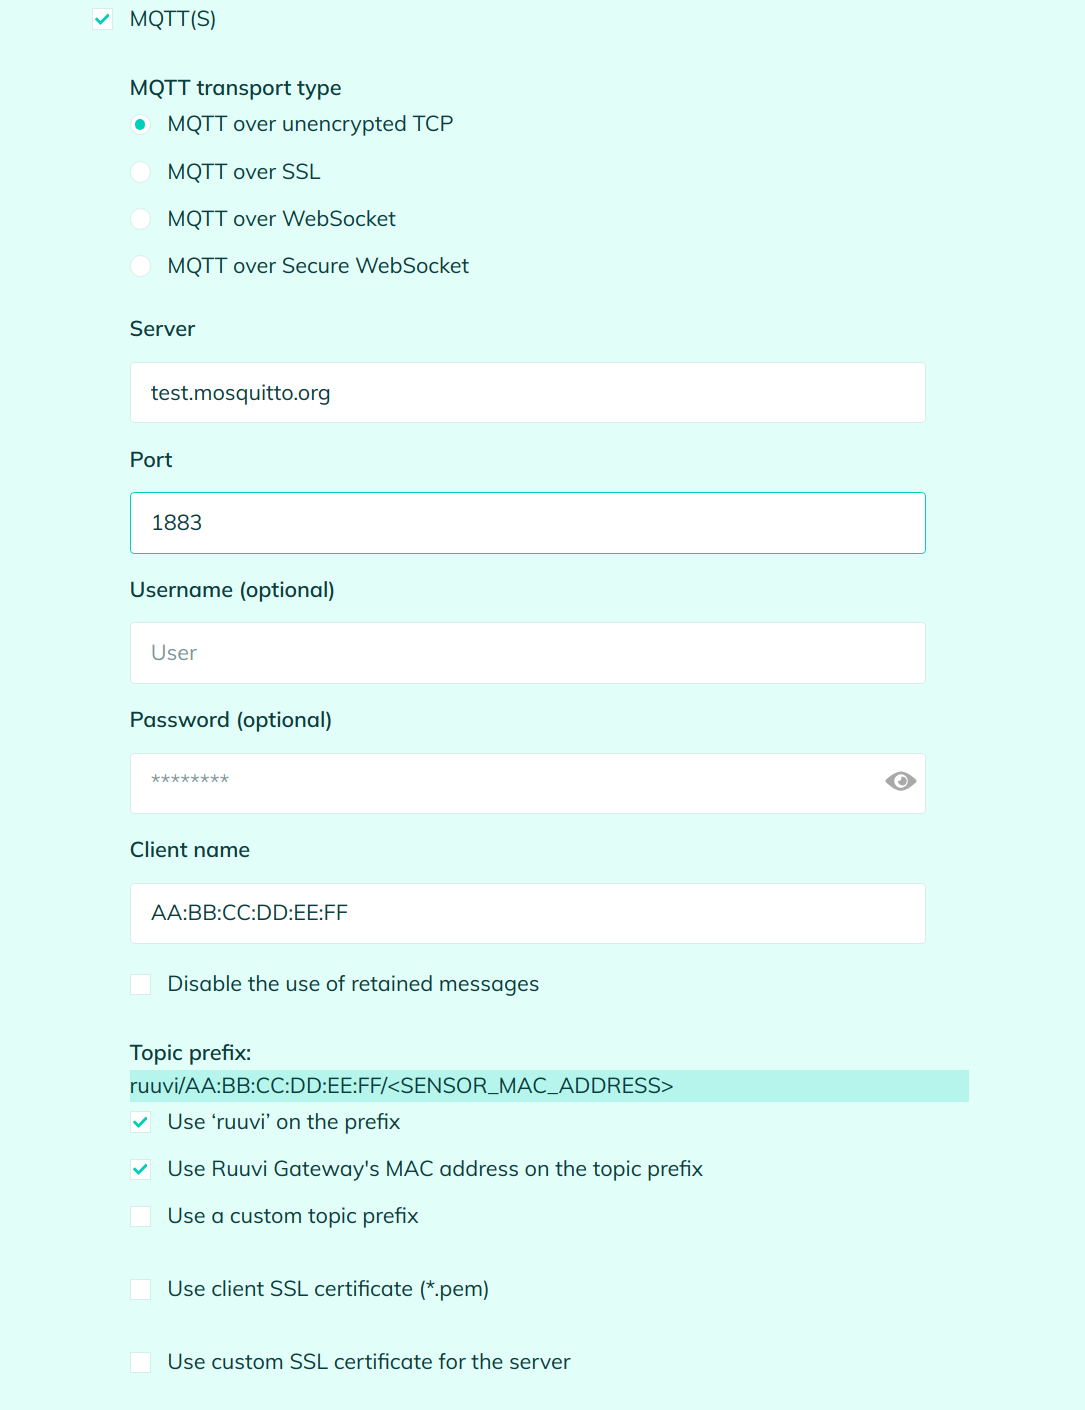 MQTT(S)
MQTT transport type
MQTT over unencrypted TCP
MQTT over SSL
MQTT over WebSocket
MQTT over Secure WebSocket
Server
test.mosquitto.org
Port
1883
Username (optional)
User
Password (optional)
********
Client name
AA:BB:CC:DD:EE:FF
Disable the use of retained messages
Topic prefix:
ruuvi/AA:BB:CC:DD:EE:FF/<SENSOR_MAC_ADDRESS>
Use ‘ruuvi’ on the prefix
Use Ruuvi Gateway's MAC address on the topic prefix
Use a custom topic prefix
Use client SSL certificate (*.pem)
Use custom SSL certificate for the server